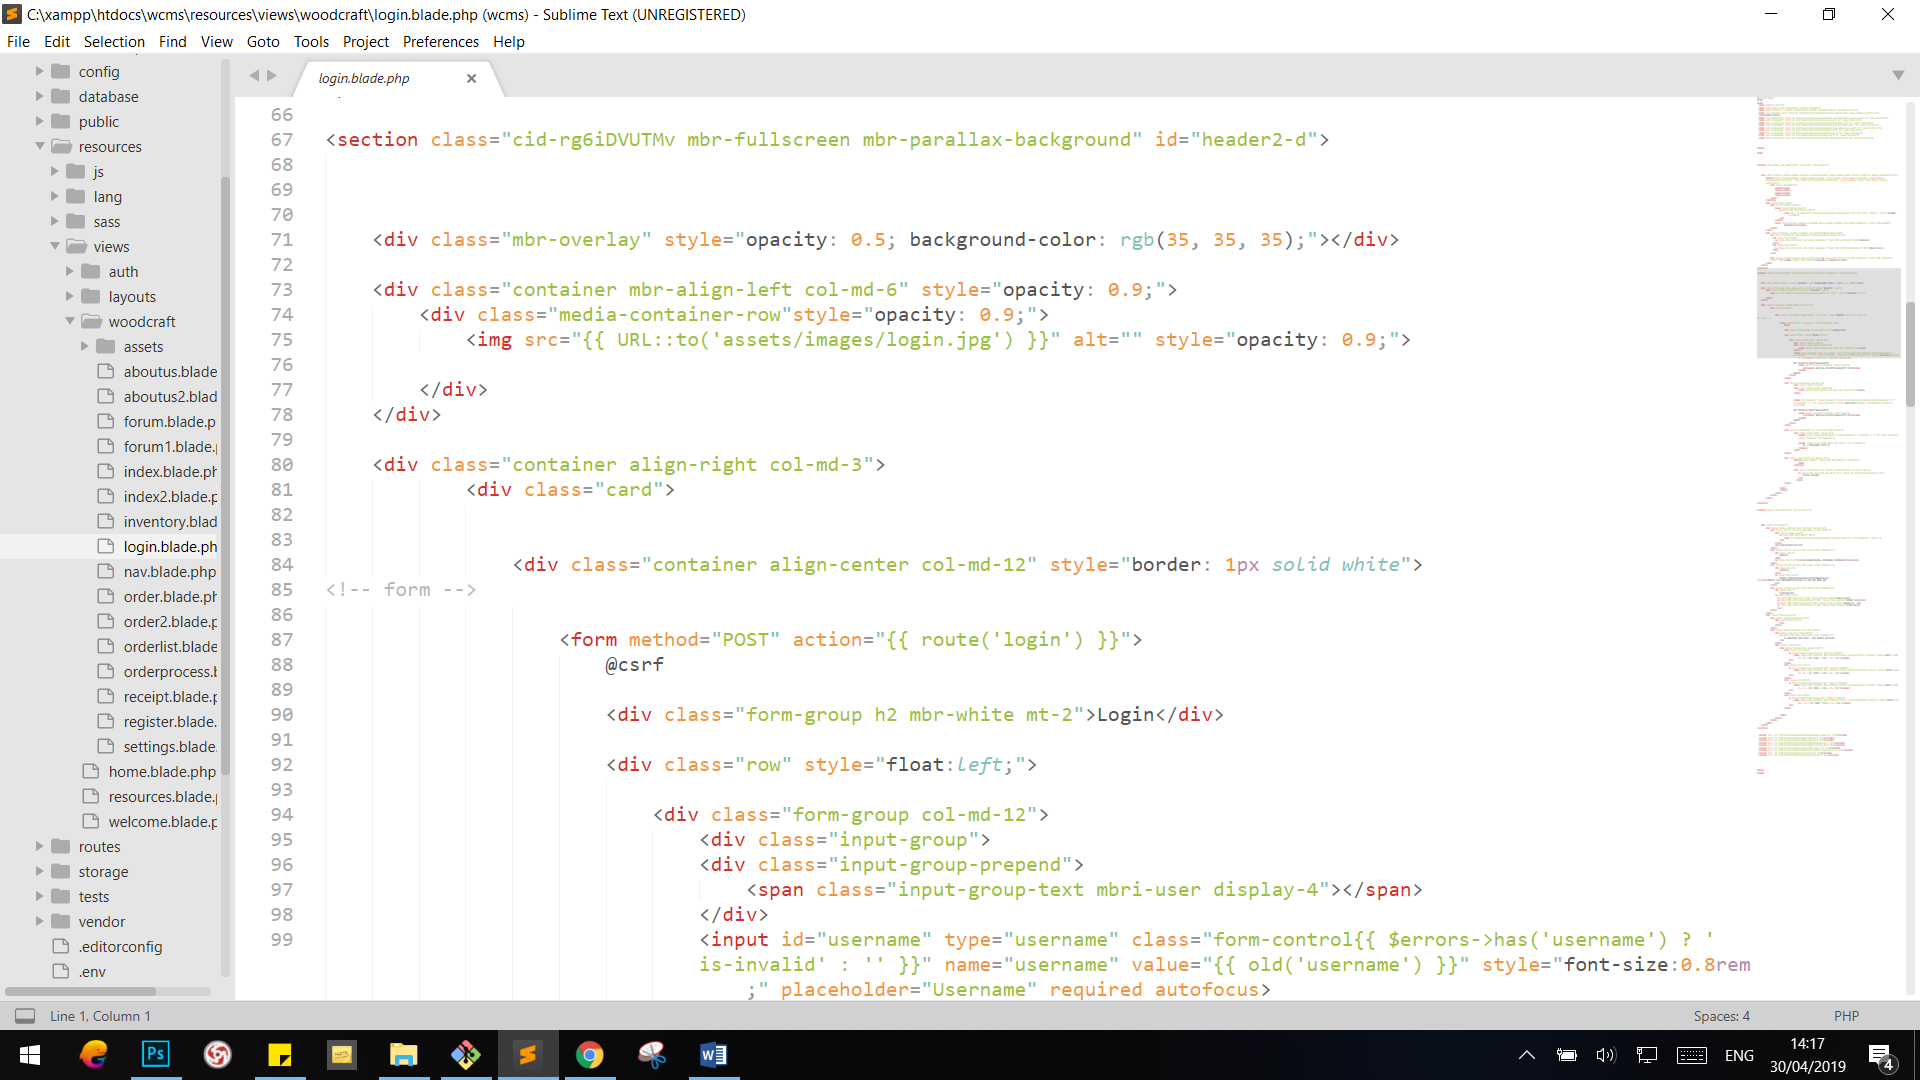 C:\xampp\htdocs\wcms\resources\views\woodcraft\login.blade.php (wcms) - Sublime Text (UNREGISTERED)
File Edit Selection Find View Goto Tools Project Preferences Help
config
database
public
resources
js
lang
sass
views
auth
layouts
woodcraft
assets
aboutus.blade
aboutus2.blad
forum.blade.p
forum1.blade.
index.blade.ph
index2.blade.p
inventory.blad
login.blade.ph
nav.blade.php
order.blade.ph
order2.blade.p
orderlist.blade
orderprocess.b
receipt.blade.p
register.blade.
settings.blade.
home.blade.php
resources.blade.
welcome.blade.p
routes
storage
tests
vendor
.editorconfig
.env
login.blade.php
66
67 <section class="cid-rg6iDVUTMv mbr-fullscreen mbr-parallax-background" id="header2-d">
68
69
70
71 <div class="mbr-overlay" style="opacity: 0.5; background-color: rgb(35, 35, 35);"></div>
72
73 <div class="container mbr-align-left col-md-6" style="opacity: 0.9;">
74 <div class="media-container-row"style="opacity: 0.9;">
75 <img src="{{ URL::to('assets/images/login.jpg') }}" alt="" style="opacity: 0.9;">
76
77 </div>
78 </div>
79
80 <div class="container align-right col-md-3">
81 <div class="card">
82
83
84 <div class="container align-center col-md-12" style="border: 1px solid white">
85 <!-- form -->
86
87 <form method="POST" action="{{ route('login') }}">
88 @csrf
89
90 <div class="form-group h2 mbr-white mt-2">Login</div>
91
92 <div class="row" style="float:left;">
93
94 <div class="form-group col-md-12">
95 <div class="input-group">
96 <div class="input-group-prepend">
97 <span class="input-group-text mbri-user display-4"></span>
98 </div>
99 <input id="username" type="username" class="form-control{{ $errors->has('username') ? '
is-invalid' : '' }}" name="username" value="{{ old('username') }}" style="font-size:0.8rem
;" placeholder="Username" required autofocus>
Line 1, Column 1
Spaces: 4
PHP
Ps
ENG
14:17
30/04/2019
4